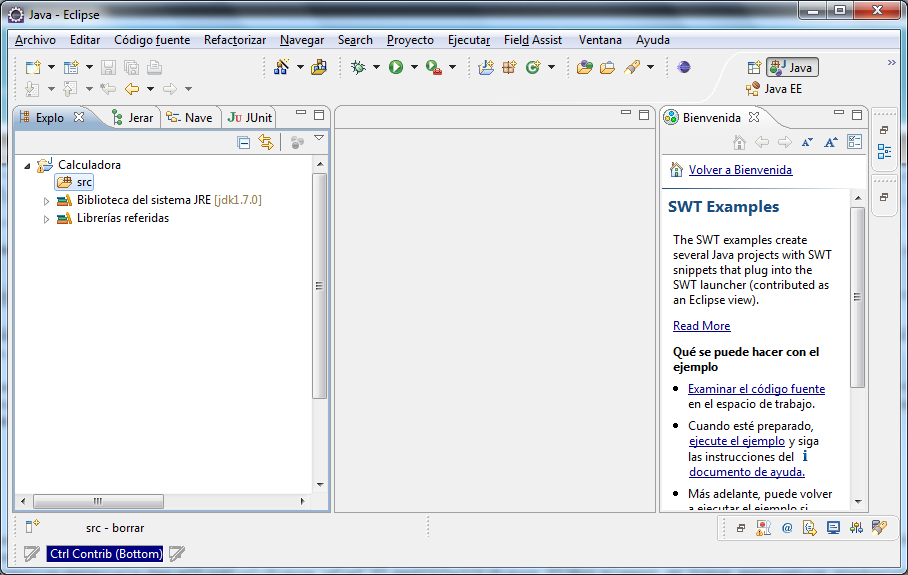 Java - Eclipse
Archivo Editar Código fuente Refactorizar Navegar Search Proyecto Ejecutar Field Assist Ventana Ayuda
Java
Java EE
Explo Jerar Nave JUnit
Bienvenida
Calculadora
src
Biblioteca del sistema JRE [jdk1.7.0]
Librerías referidas
Volver a Bienvenida
SWT Examples
The SWT examples create
several Java projects with SWT
snippets that plug into the
SWT launcher (contributed as
an Eclipse view).
Read More
Qué se puede hacer con el
ejemplo
Examinar el código fuente
en el espacio de trabajo.
Cuando esté preparado,
ejecute el ejemplo y siga
las instrucciones del
documento de ayuda.
Más adelante, puede volver
a ejecutar el ejemplo si
src - borrar
Ctrl Contrib (Bottom)